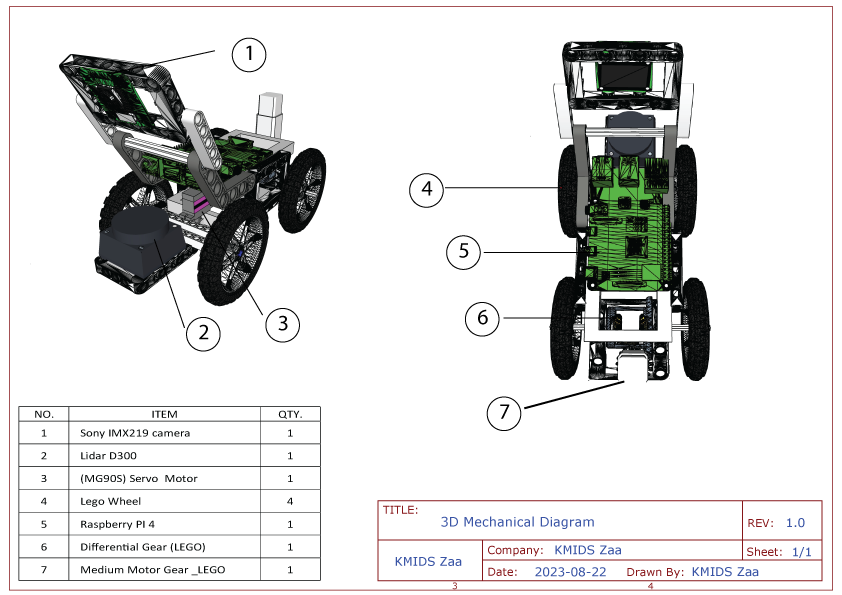 1
2
3
4
5
6
7
NO. ITEM QTY.
1 Sony IMX219 camera 1
2 Lidar D300 1
3 (MG90S) Servo Motor 1
4 Lego Wheel 4
5 Raspberry PI 4 1
6 Differential Gear (LEGO) 1
7 Medium Motor Gear _LEGO 1
TITLE:
3D Mechanical Diagram
REV: 1.0
KMIDS Zaa
Company: KMIDS Zaa
Sheet: 1/1
Date: 2023-08-22 Drawn By: KMIDS Zaa
3 4